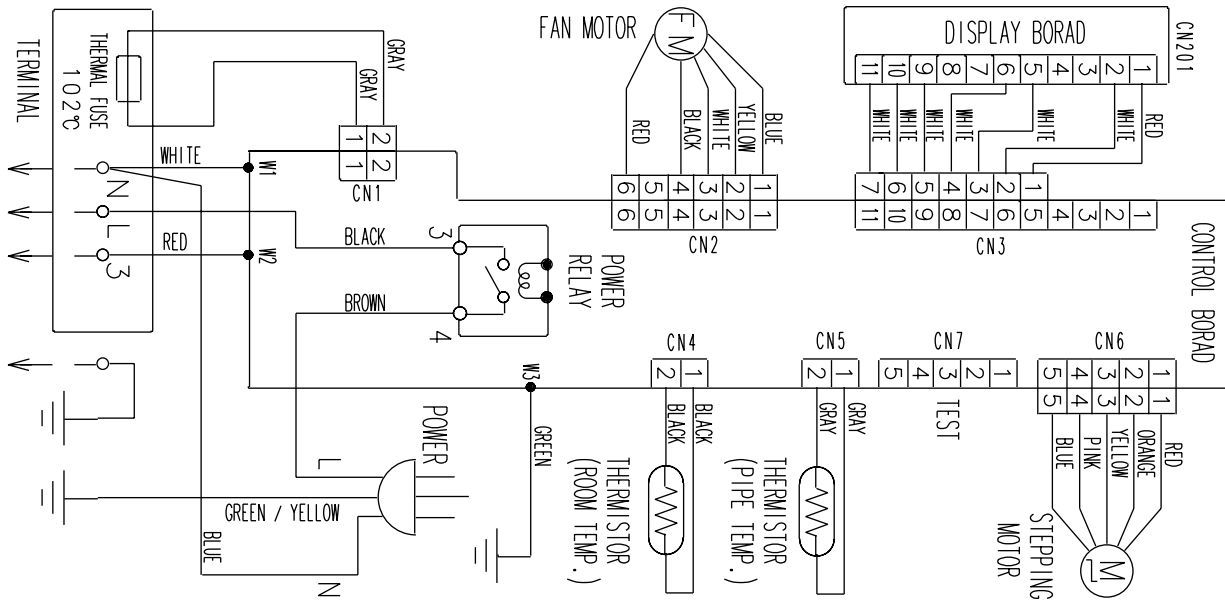 TERMINAL
THERMAL FUSE
102℃
GRAY
GRAY
1 2
1 2
CN1
WHITE
N
L
RED
3
W1
W2
BLACK
3
BROWN
4
POWER
RELAY
FAN MOTOR
FM
RED
BLACK
WHITE
YELLOW
BLUE
6 5 4 3 2 1
6 5 4 3 2 1
CN2
DISPLAY BORAD
CN201
11 10 9 8 7 6 5 4 3 2 1
WHITE
WHITE
WHITE
WHITE
WHITE
WHITE
RED
7 6 5 4 3 2 1
11 10 9 8 7 6 5 4 3 2 1
CN3
CONTROL BORAD
W3
GREEN
CN4
2 1
BLACK
BLACK
THERMISTOR
(ROOM TEMP.)
CN5
2 1
GRAY
GRAY
THERMISTOR
(PIPE TEMP.)
CN7
5 4 3 2 1
TEST
CN6
5 4 3 2 1
5 4 3 2 1
BLUE
PINK
YELLOW
ORANGE
RED
M
STEPPING
MOTOR
POWER
L
GREEN / YELLOW
BLUE
N